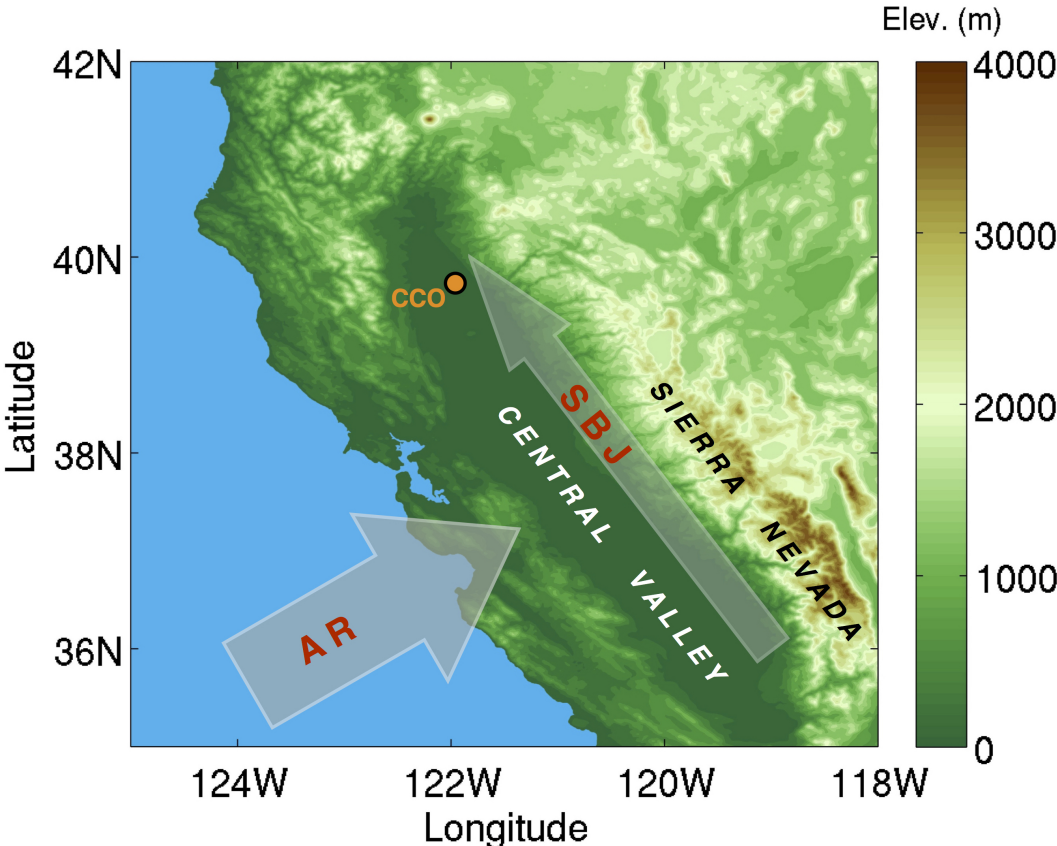 Elev. (m)
42N
40N
38N
36N
Latitude
124W
122W
120W
118W
Longitude
4000
3000
2000
1000
0
CCO
SBJ
AR
CENTRAL VALLEY
SIERRA NEVADA